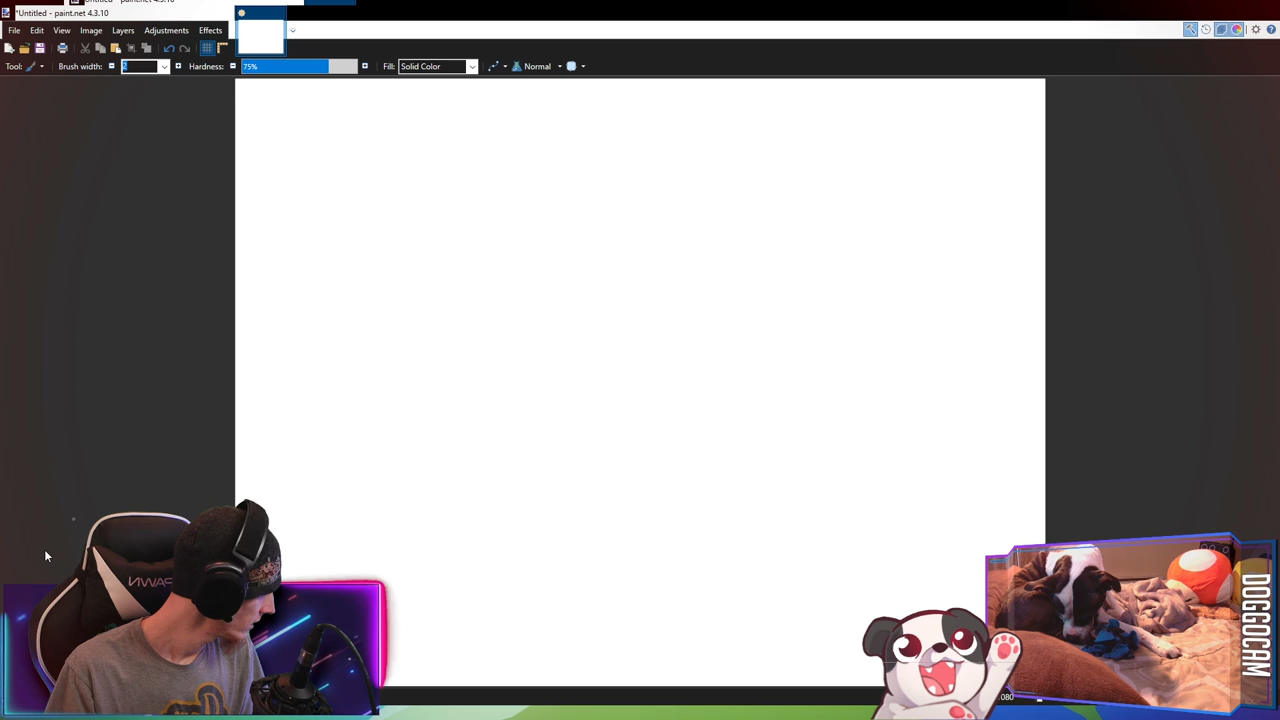 "Untitled - paint.net 4.3.10
File Edit View Image Layers Adjustments Effects
Tool: Brush width: 2 Hardness: 75% Fill: Solid Color Normal
DOGGOCAM